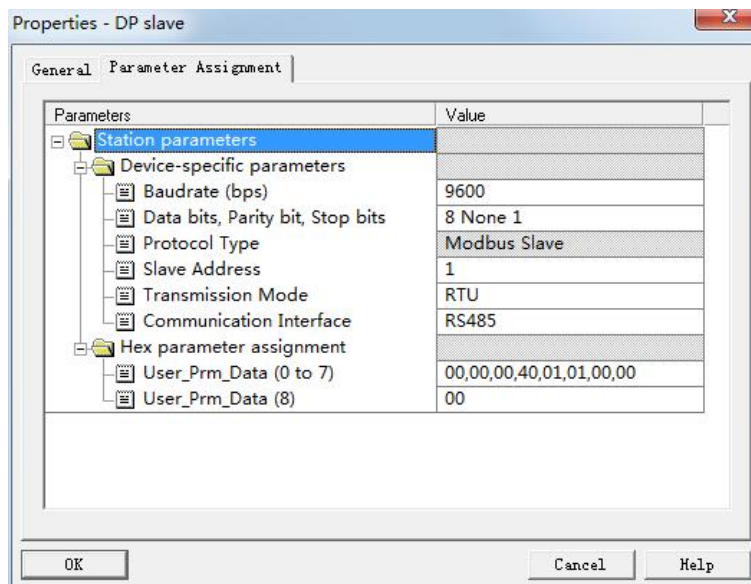 Properties - DP slave
General Parameter Assignment
Parameters Value
Station parameters
Device-specific parameters
Baudrate (bps) 9600
Data bits, Parity bit, Stop bits 8 None 1
Protocol Type Modbus Slave
Slave Address 1
Transmission Mode RTU
Communication Interface RS485
Hex parameter assignment
User_Prm_Data (0 to 7) 00,00,00,40,01,01,00,00
User_Prm_Data (8) 00
OK Cancel Help